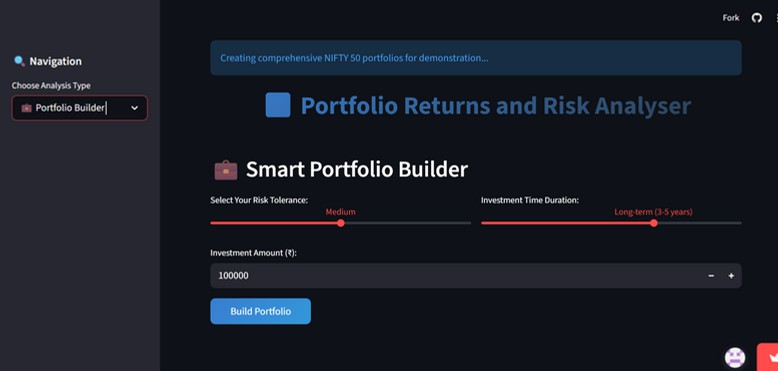 Fork
🔍 Navigation
Choose Analysis Type
💼 Portfolio Builder
Creating comprehensive NIFTY 50 portfolios for demonstration...
Portfolio Returns and Risk Analyser
💼 Smart Portfolio Builder
Select Your Risk Tolerance:
Medium
Investment Time Duration:
Long-term (3-5 years)
Investment Amount (₹):
100000
Build Portfolio